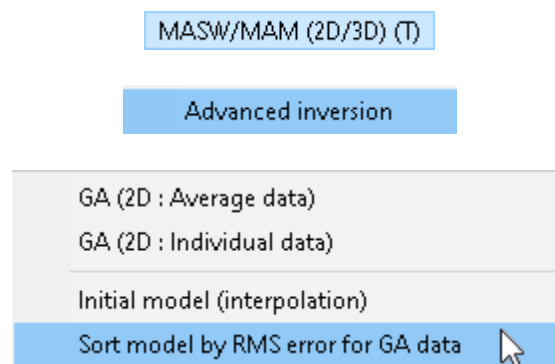 MASW/MAM (2D/3D) (T)
Advanced inversion
GA (2D : Average data)
GA (2D : Individual data)
Initial model (interpolation)
Sort model by RMS error for GA data